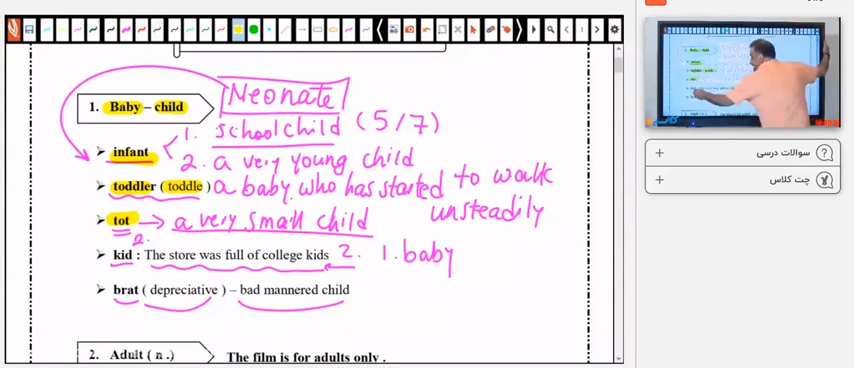 1. Baby – child
Neonate
infant
1. school child (5/7)
2. a very young child
toddler ( toddle ) a baby who has started to walk unsteadily
tot → a very small child
2.
kid : The store was full of college kids 2. 1. baby
brat ( depreciative ) – bad mannered child
2. Adult ( n. ) The film is for adults only .
سوالات درسی
چت کلاس